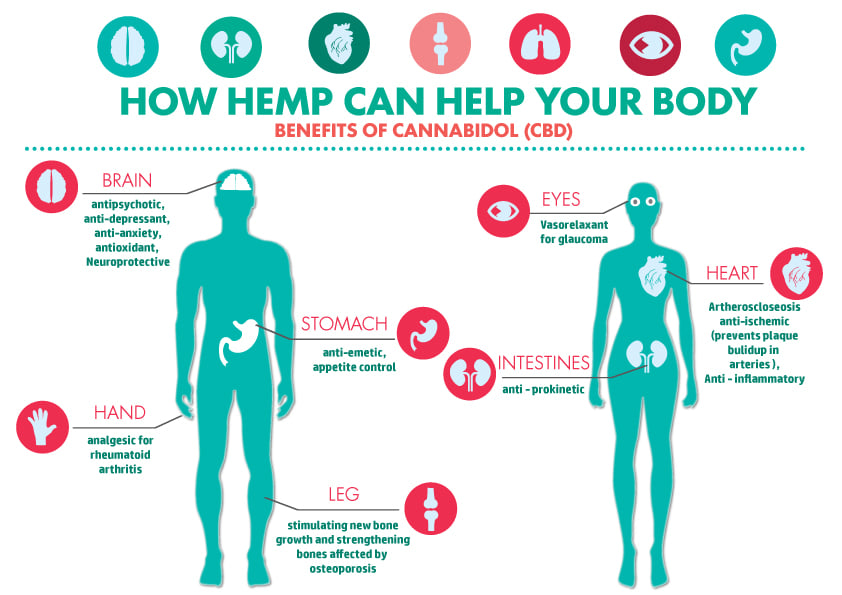 HOW HEMP CAN HELP YOUR BODY
BENEFITS OF CANNABIDOL (CBD)
BRAIN
antipsychotic,
anti-depressant,
anti-anxiety,
antioxidant,
Neuroprotective
STOMACH
anti-emetic,
appetite control
HAND
analgesic for
rheumatoid
arthritis
LEG
stimulating new bone
growth and strengthening
bones affected by
osteoporosis
EYES
Vasorelaxant
for glaucoma
HEART
Artheroscloseosis
anti-ischemic
(prevents plaque
bulidup in
arteries ),
Anti - inflammatory
INTESTINES
anti - prokinetic